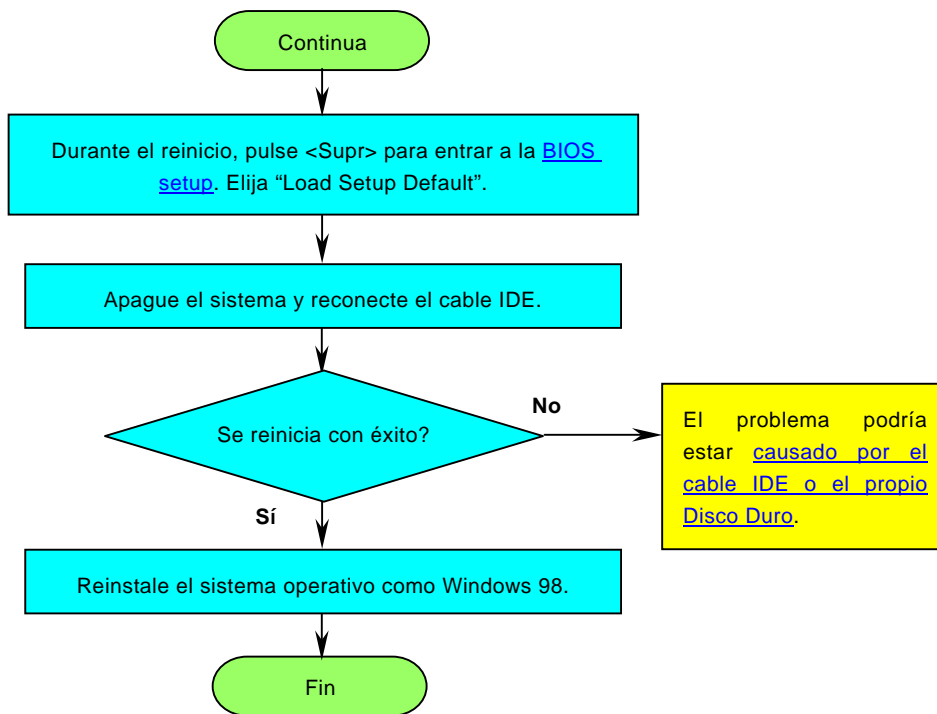 Continua
Durante el reinicio, pulse <Supr> para entrar a la BIOS
setup. Elija “Load Setup Default”.
Apague el sistema y reconecte el cable IDE.
Se reinicia con éxito?
No
El problema podría
estar causado por el
cable IDE o el propio
Disco Duro.
Sí
Reinstale el sistema operativo como Windows 98.
Fin